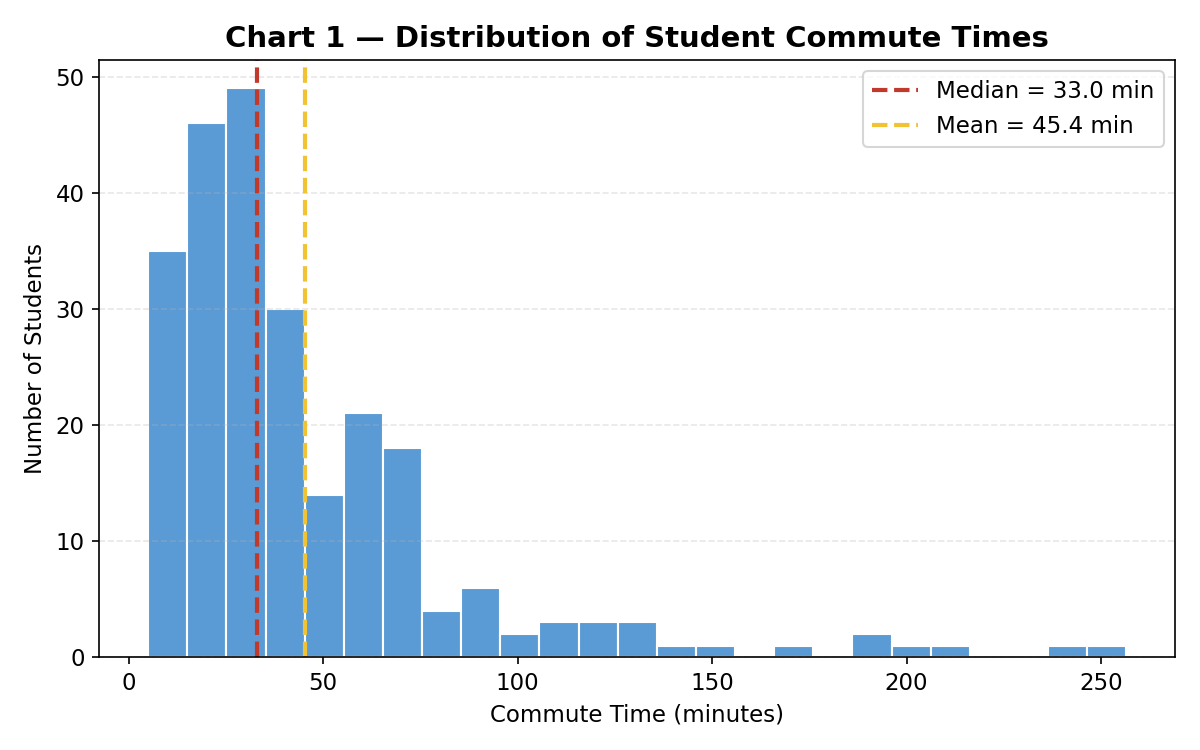 Chart 1 — Distribution of Student Commute Times
Median = 33.0 min
Mean = 45.4 min
Number of Students
50
40
30
20
10
0
0 50 100 150 200 250
Commute Time (minutes)